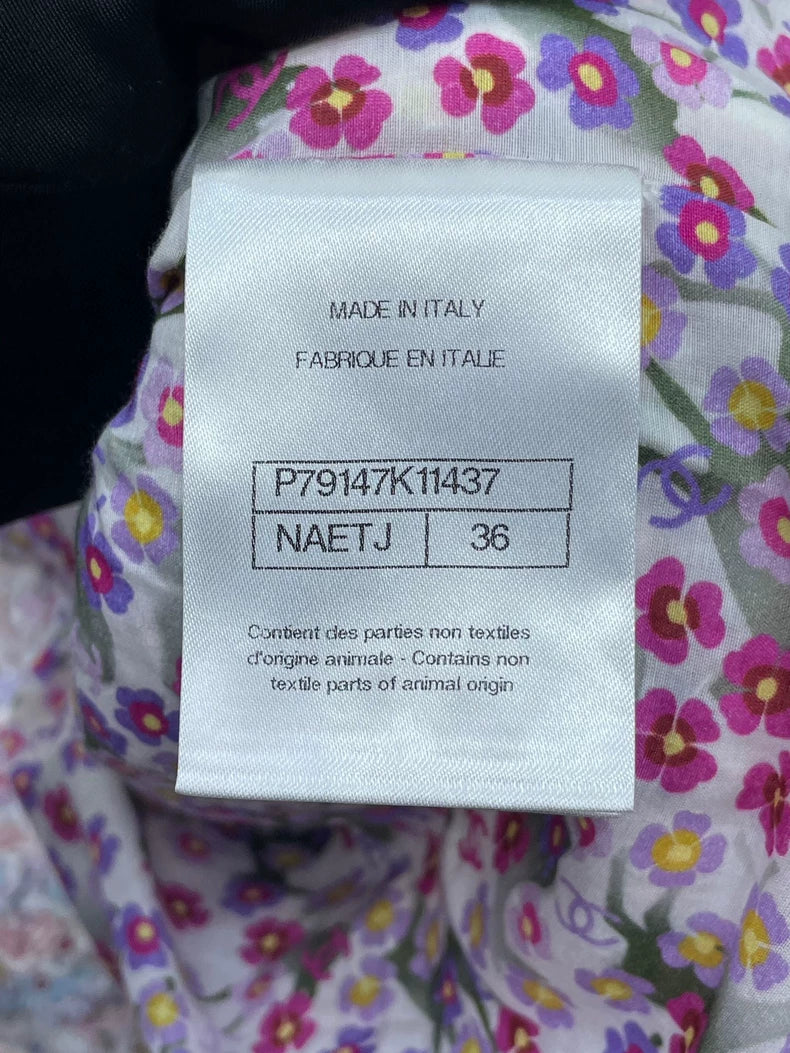 MADE IN ITALY
FABRIQUE EN ITALIE
P79147K11437
NAETJ 36
Contient des parties non textiles
d'origine animale - Contains non
textile parts of animal origin